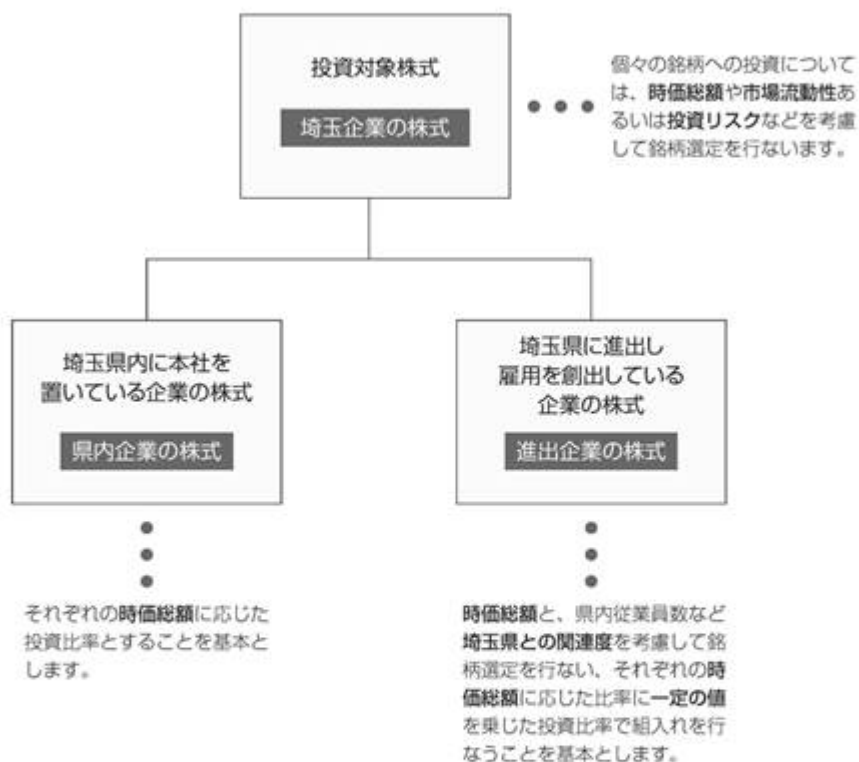 投資対象株式
埼玉企業の株式
個々の銘柄への投資について
は、時価総額や市場流動性あ
るいは投資リスクなどを考慮
して銘柄選定を行ないます。
埼玉県内に本社を
置いている企業の株式
県内企業の株式
それぞれの時価総額に応じた
投資比率とすることを基本と
します。
埼玉県に進出し
雇用を創出している
企業の株式
進出企業の株式
時価総額と、県内従業員数など
埼玉県との関連度を考慮して銘
柄選定を行ない、それぞれの時
価総額に応じた比率に一定の値
を乗じた投資比率で組入れを行
なうことを基本とします。